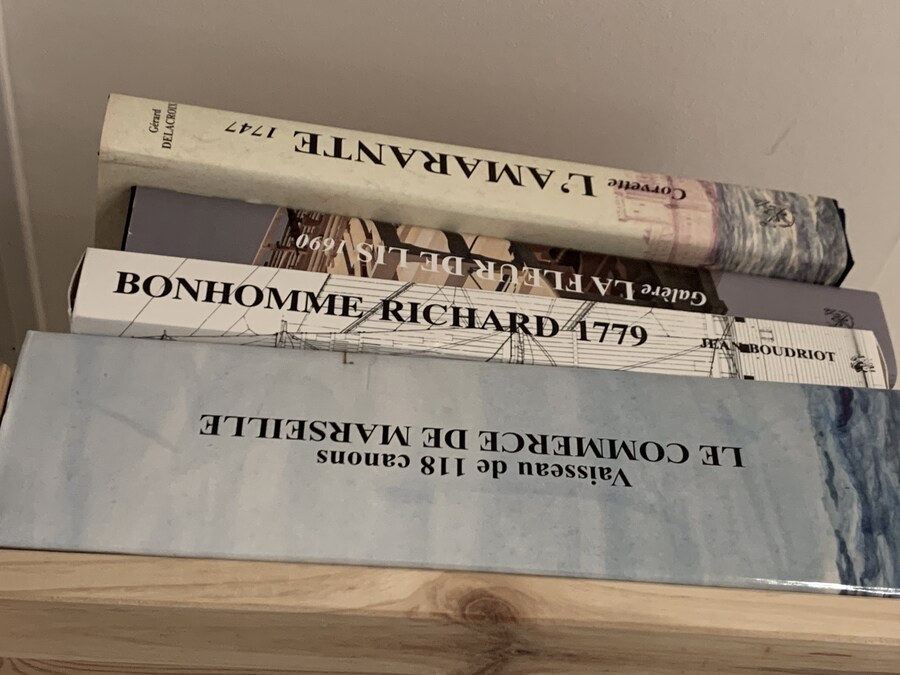 Gérard
DELACROIX
Corvette L'AMARANTE 1747
Galère LA FLEUR DE LIS 1690
BONHOMME RICHARD 1779
JEAN BOUDRIOT
LE COMMERCE DE MARSEILLE
Vaisseau de 118 canons